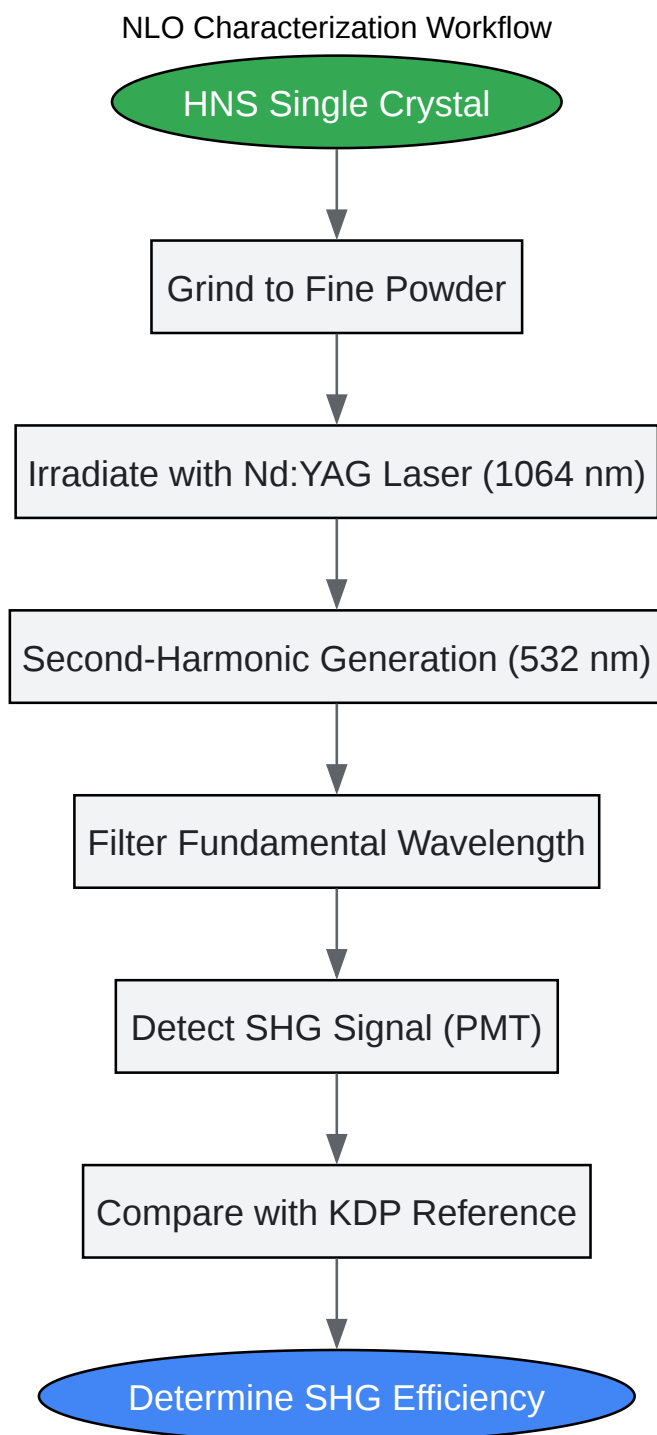 NLO Characterization Workflow
HNS Single Crystal
Grind to Fine Powder
Irradiate with Nd:YAG Laser (1064 nm)
Second-Harmonic Generation (532 nm)
Filter Fundamental Wavelength
Detect SHG Signal (PMT)
Compare with KDP Reference
Determine SHG Efficiency